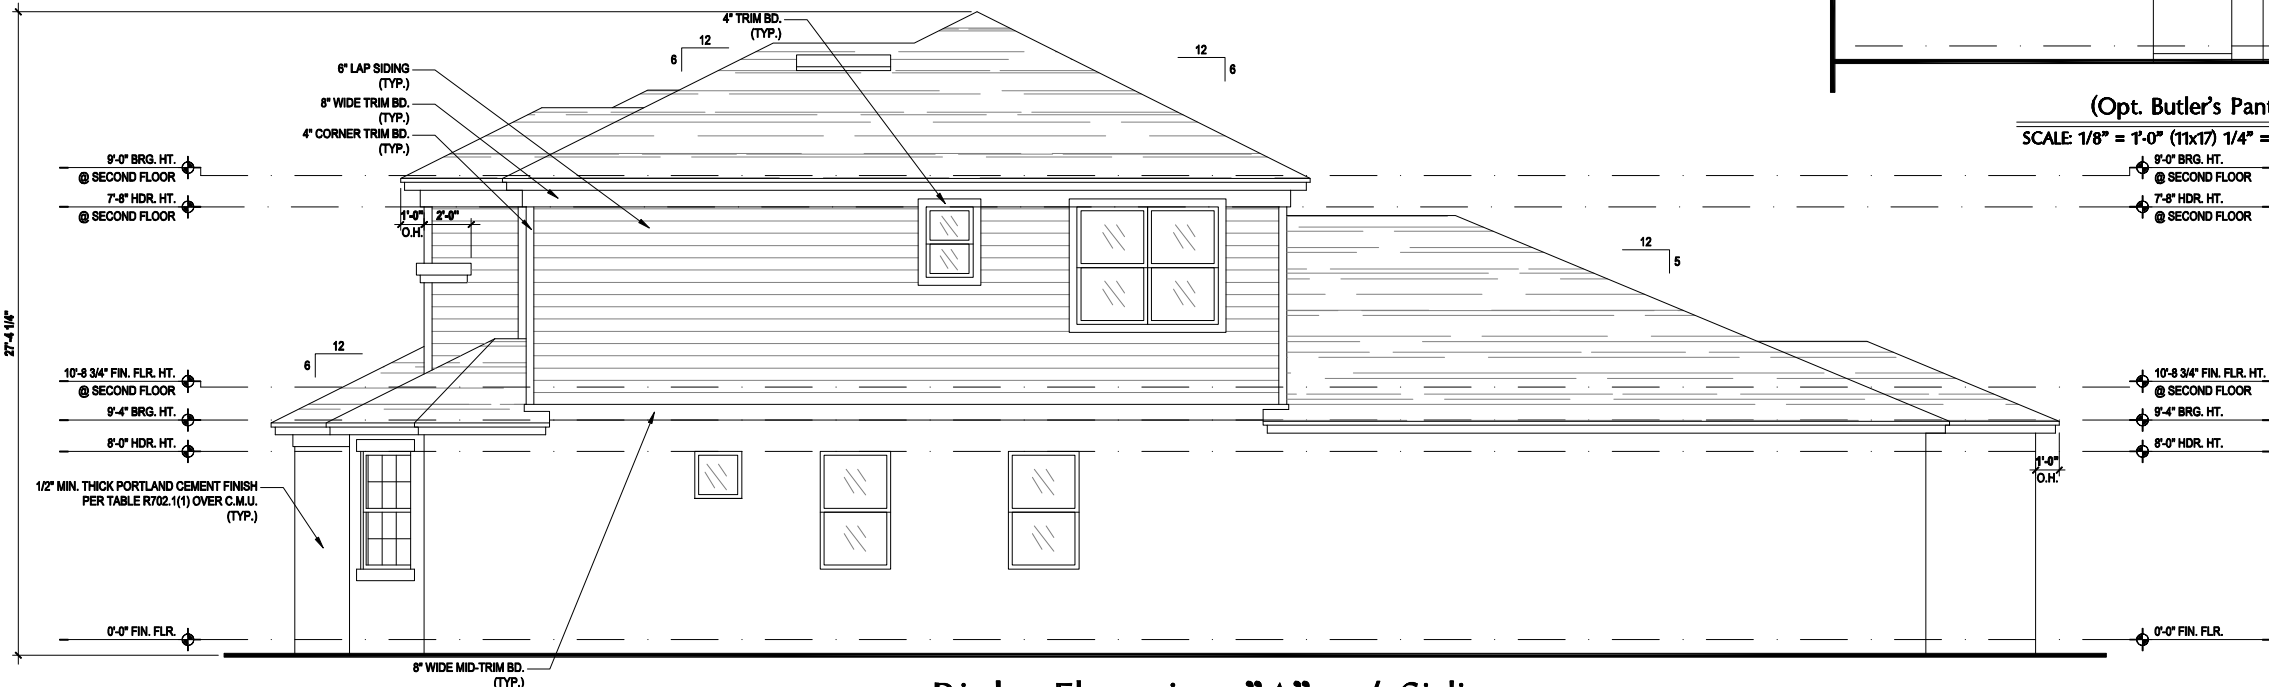 4" TRIM BD.
(TYP.)
12
6
12
6
6" LAP SIDING
(TYP.)
8" WIDE TRIM BD.
(TYP.)
4" CORNER TRIM BD.
(TYP.)
(Opt. Butler's
SCALE: 1/8" = 1'-0" (11x17) 1/4" =
9'-0" BRG. HT.
@ SECOND FLOOR
7'-8" HDR. HT.
@ SECOND FLOOR
9'-0" BRG. HT.
@ SECOND FLOOR
7'-8" HDR. HT.
@ SECOND FLOOR
1'-0"
O.H.
2'-0"
12
5
27'-4 1/4"
12
6
10'-8 3/4" FIN. FLR. HT.
@ SECOND FLOOR
9'-4" BRG. HT.
8'-0" HDR. HT.
10'-8 3/4" FIN. FLR. HT.
@ SECOND FLOOR
9'-4" BRG. HT.
8'-0" HDR. HT.
1'-0"
O.H.
1/2" MIN. THICK PORTLAND CEMENT FINISH
PER TABLE R702.1(1) OVER C.M.U.
(TYP.)
0'-0" FIN. FLR.
0'-0" FIN. FLR.
8" WIDE MID-TRIM BD.
(TYP.)